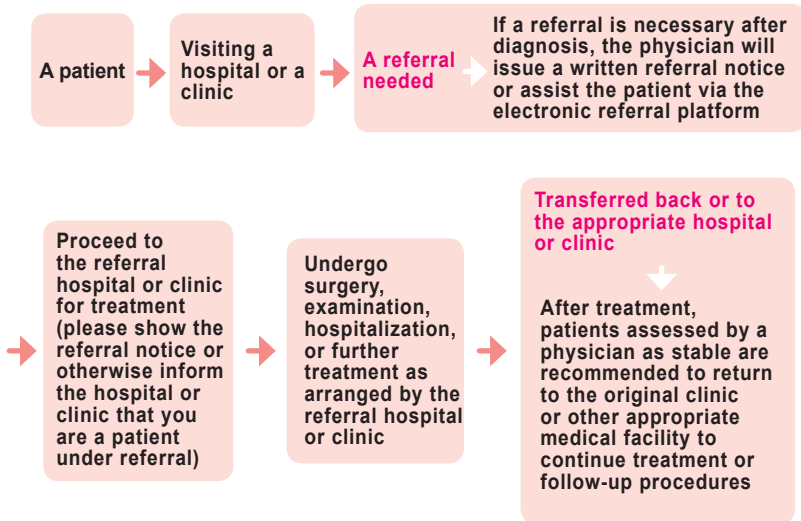 A patient
Visiting a
hospital or a
clinic
A referral
needed
If a referral is necessary after
diagnosis, the physician will
issue a written referral notice
or assist the patient via the
electronic referral platform
Proceed to
the referral
hospital or clinic
for treatment
(please show the
referral notice or
otherwise inform
the hospital or
clinic that you
are a patient
under referral)
Undergo
surgery,
examination,
hospitalization,
or further
treatment as
arranged by the
referral hospital
or clinic
Transferred back or to
the appropriate hospital
or clinic
After treatment,
patients assessed by a
physician as stable are
recommended to return
to the original clinic
or other appropriate
medical facility to
continue treatment or
follow-up procedures